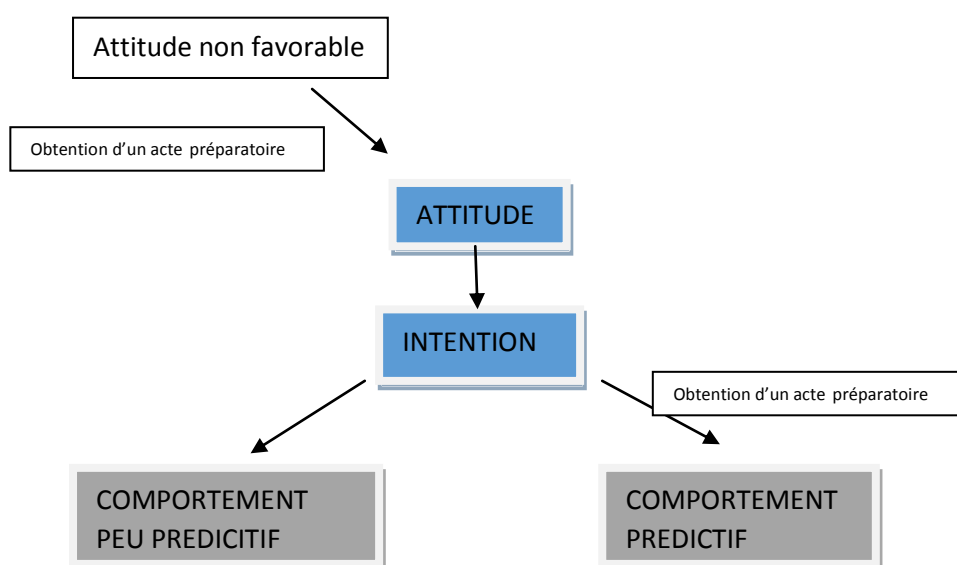 Attitude non favorable
Obtention d'un acte préparatoire
ATTITUDE
INTENTION
Obtention d'un acte préparatoire
COMPORTEMENT
PEU PREDICITIF
COMPORTEMENT
PREDICTIF